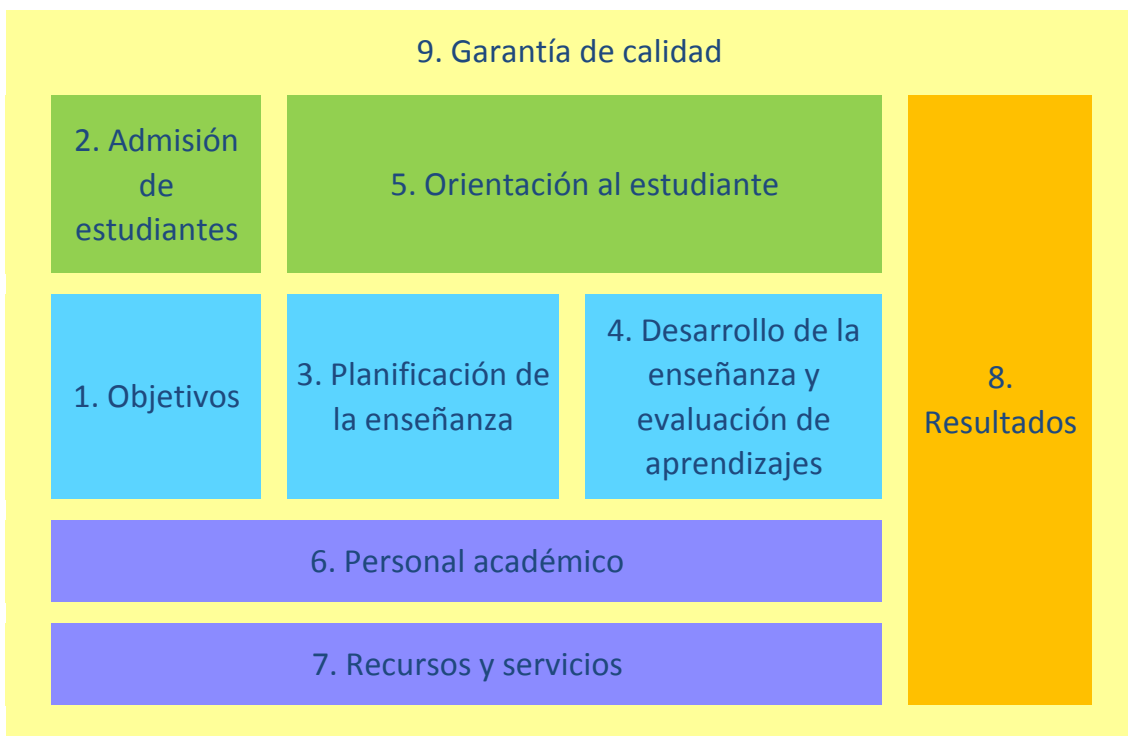 9. Garantía de calidad
2. Admisión
de
estudiantes
5. Orientación al estudiante
1. Objetivos
3. Planificación de
la enseñanza
4. Desarrollo de la
enseñanza y
evaluación de
aprendizajes
8.
Resultados
6. Personal académico
7. Recursos y servicios